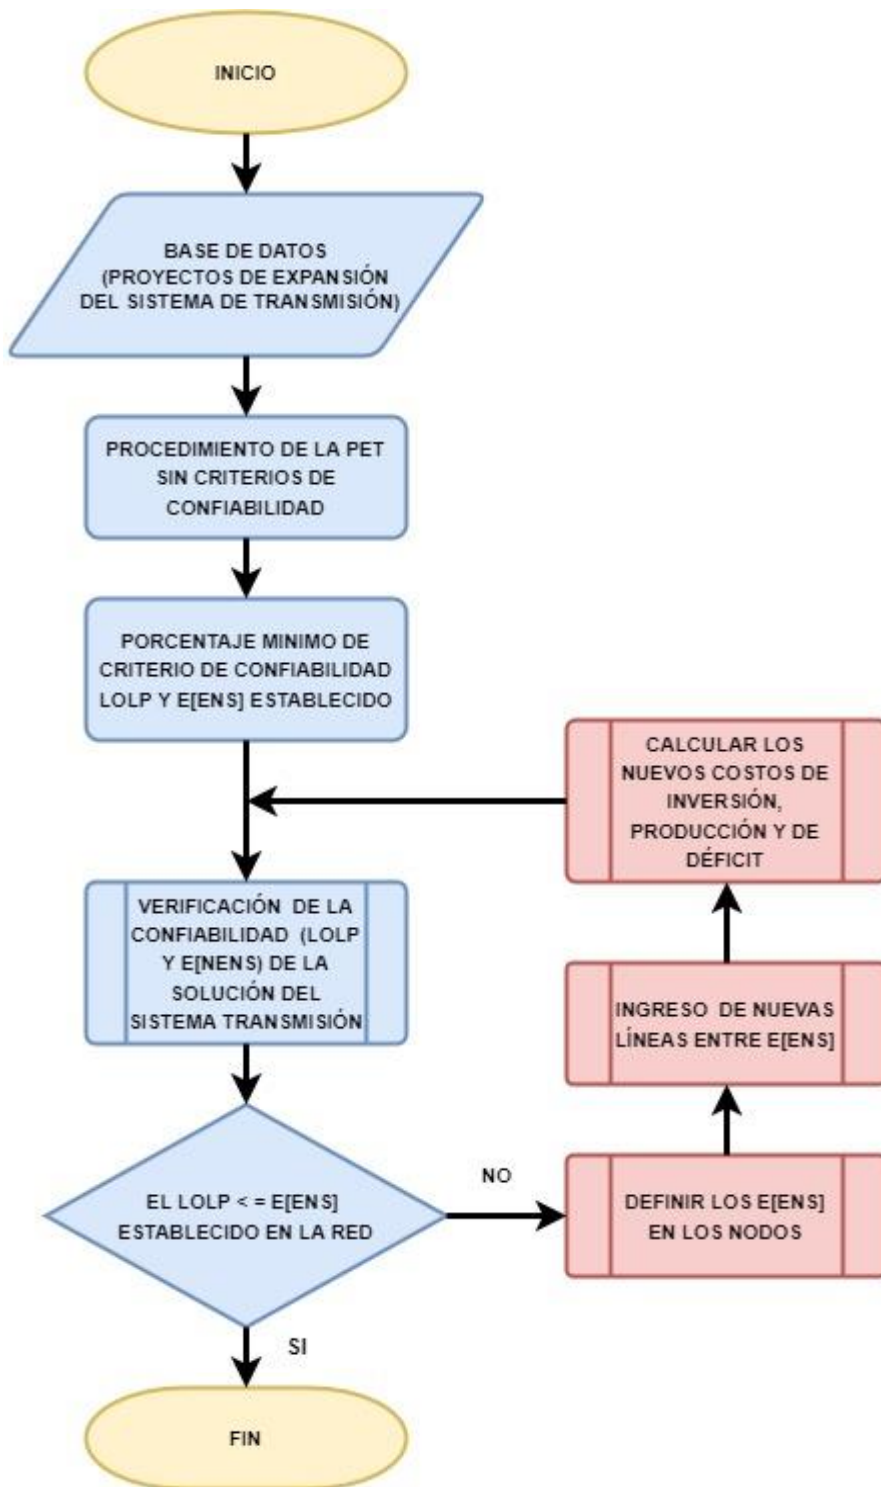 INICIO
BASE DE DATOS
(PROYECTOS DE EXPANSIÓN
DEL SISTEMA DE TRANSMISIÓN)
PROCEDIMIENTO DE LA PET
SIN CRITERIOS DE
CONFIABILIDAD
PORCENTAJE MINIMO DE
CRITERIO DE CONFIABILIDAD
LOLP Y E[ENS] ESTABLECIDO
VERIFICACIÓN DE LA
CONFIABILIDAD (LOLP
Y E[NENS) DE LA
SOLUCIÓN DEL
SISTEMA TRANSMISIÓN
EL LOLP < = E[ENS]
ESTABLECIDO EN LA RED
NO
DEFINIR LOS E[ENS]
EN LOS NODOS
INGRESO DE NUEVAS
LÍNEAS ENTRE E[ENS]
CALCULAR LOS
NUEVOS COSTOS DE
INVERSIÓN,
PRODUCCIÓN Y DE
DÉFICIT
SI
FIN